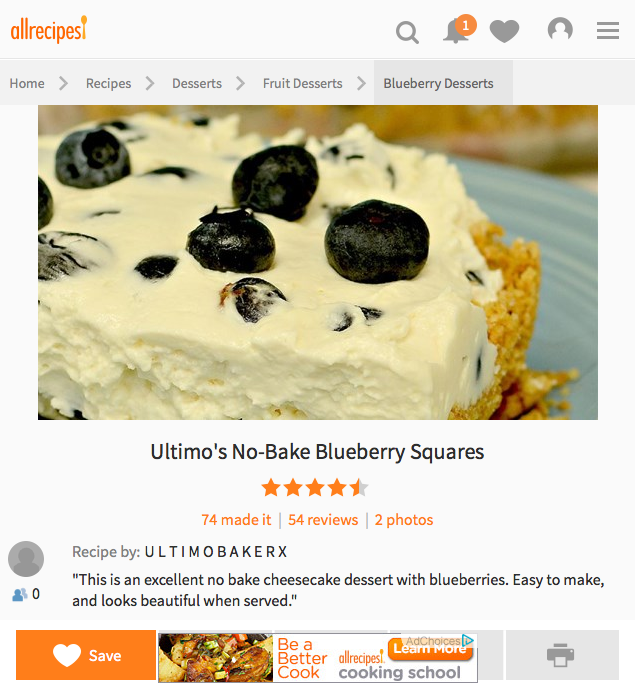 allrecipes!
1
Home Recipes Desserts Fruit Desserts Blueberry Desserts
Ultimo's No-Bake Blueberry Squares
74 made it | 54 reviews | 2 photos
Recipe by: ULTIMOBAKERX
0
"This is an excellent no bake cheesecake dessert with blueberries. Easy to make,
and looks beautiful when served."
Save
Be a
Better
Cook
allrecipes!
cooking school
AdChoices
Learn More